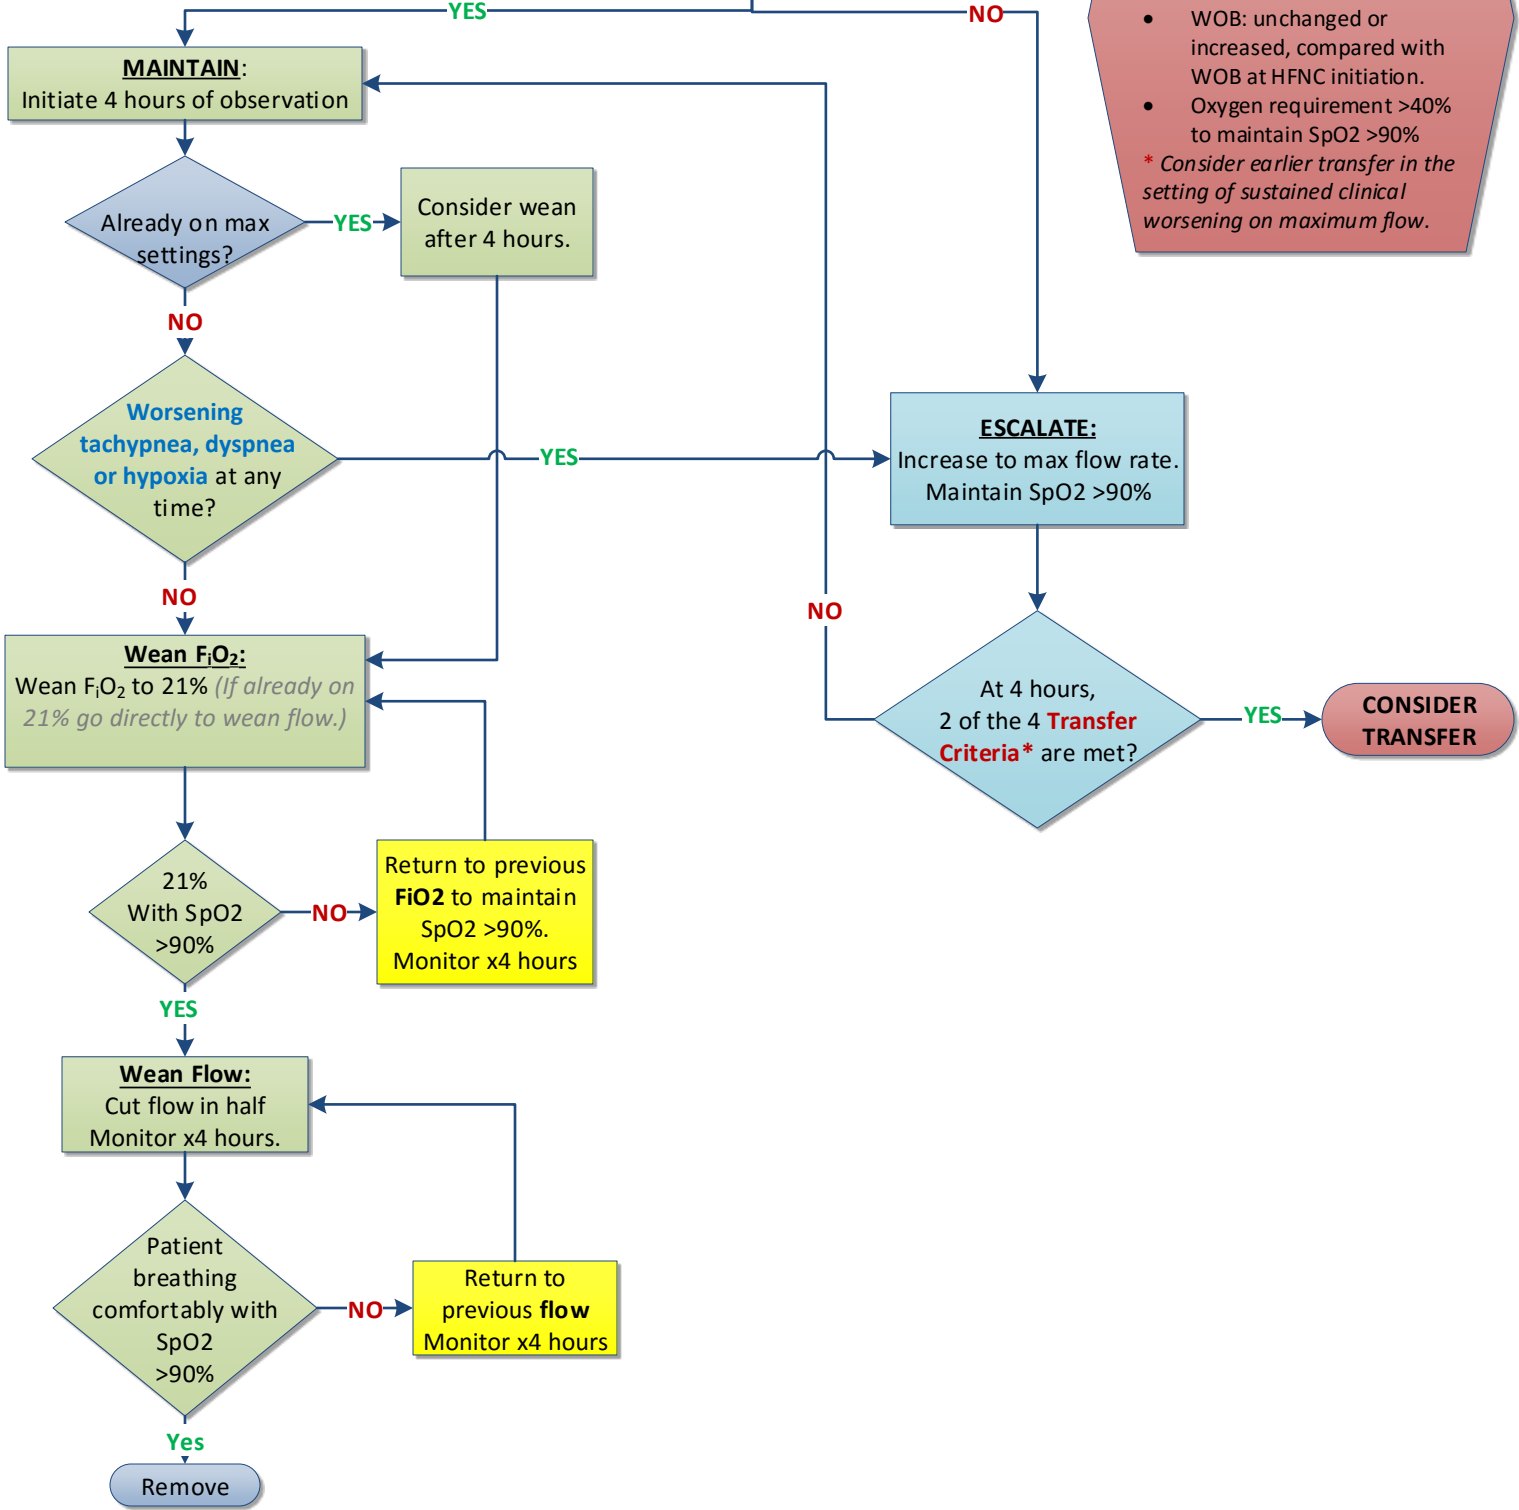 YES
NO
• WOB: unchanged or
increased, compared with
WOB at HFNC initiation.
• Oxygen requirement >40%
to maintain SpO2 >90%
* Consider earlier transfer in the
setting of sustained clinical
worsening on maximum flow.
MAINTAIN:
Initiate 4 hours of observation
Already on max
settings?
YES
Consider wean
after 4 hours.
NO
Worsening
tachypnea, dyspnea
or hypoxia at any
time?
YES
ESCALATE:
Increase to max flow rate.
Maintain SpO2 >90%
NO
NO
Wean FiO2:
Wean FiO2 to 21% (If already on
21% go directly to wean flow.)
At 4 hours,
2 of the 4 Transfer
Criteria* are met?
YES
CONSIDER
TRANSFER
21%
With SpO2
>90%
NO
Return to previous
FiO2 to maintain
SpO2 >90%.
Monitor x4 hours
YES
Wean Flow:
Cut flow in half
Monitor x4 hours.
Patient
breathing
comfortably with
SpO2
>90%
NO
Return to
previous flow
Monitor x4 hours
Yes
Remove